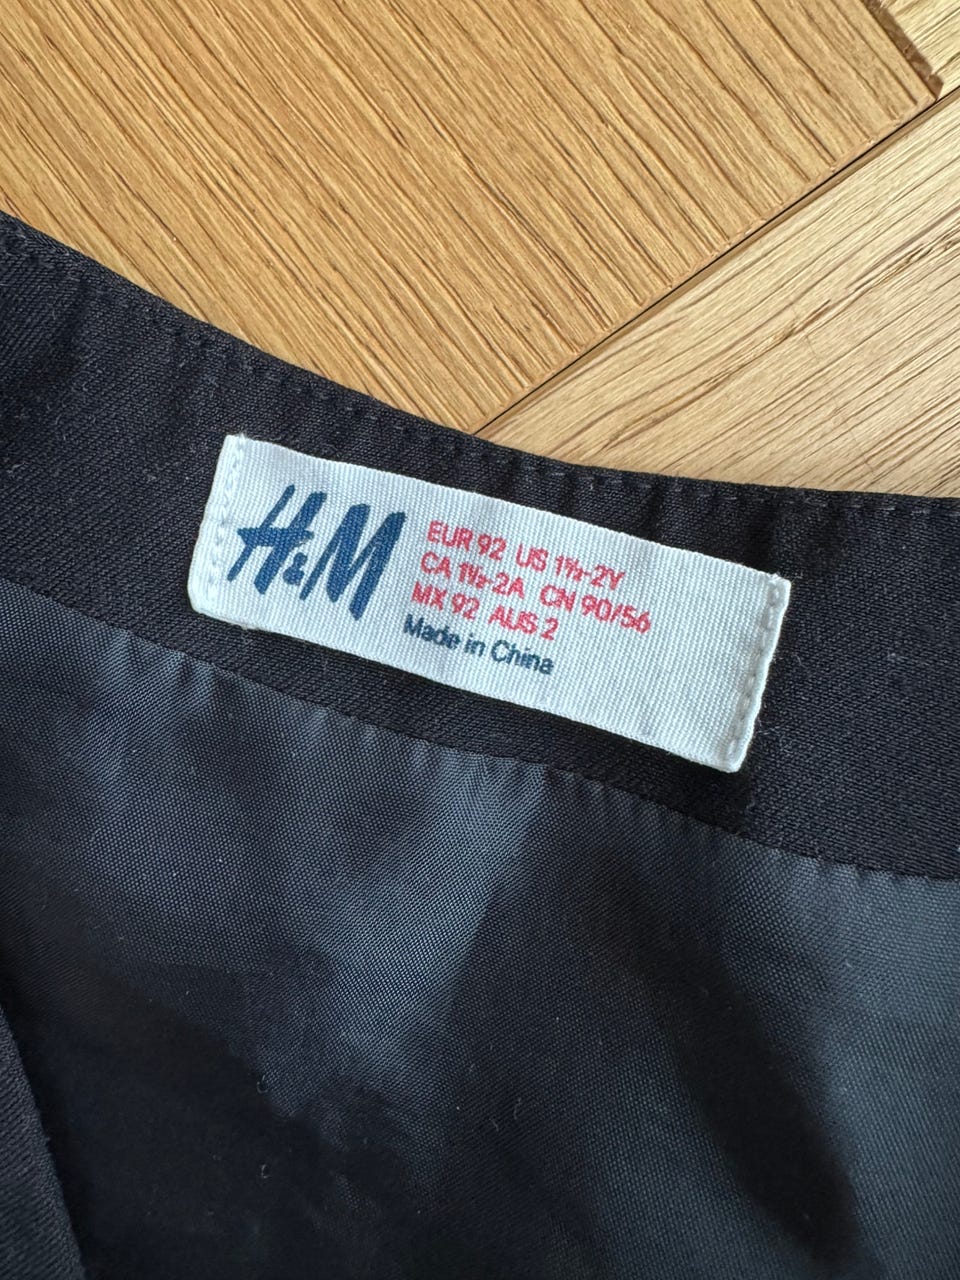 H&M
EUR 92 US 1½-2Y
CA 1½-2A CN 90/56
MX 92 AUS 2
Made in China